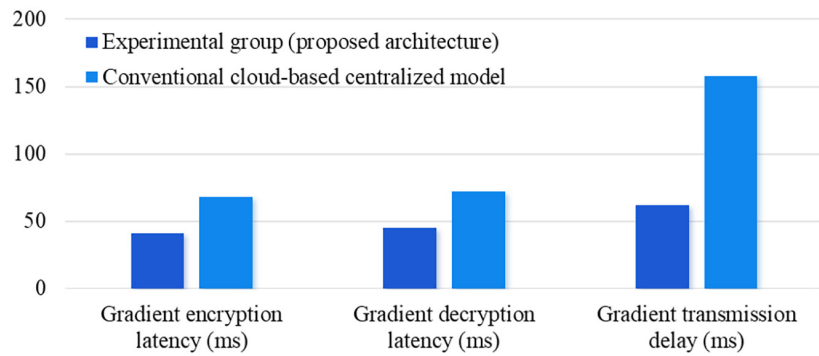 200
150
100
50
0
Experimental group (proposed architecture)
Conventional cloud-based centralized model
Gradient encryption
latency (ms)
Gradient decryption
latency (ms)
Gradient transmission
delay (ms)